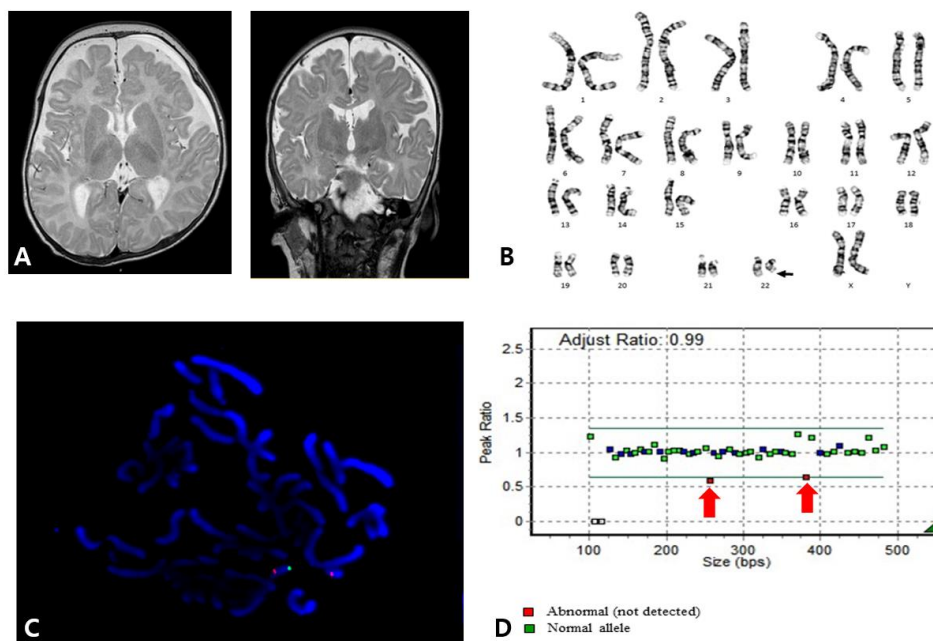 A
B
1 2 3 4 5
6 7 8 9 10 11 12
13 14 15 16 17 18
19 20 21 22 X Y
C
D
Adjust Ratio: 0.99
Peak Ratio
2.5
2
1.5
1
0.5
0
100 200 300 400 500
Size (bps)
Abnormal (not detected)
Normal allele